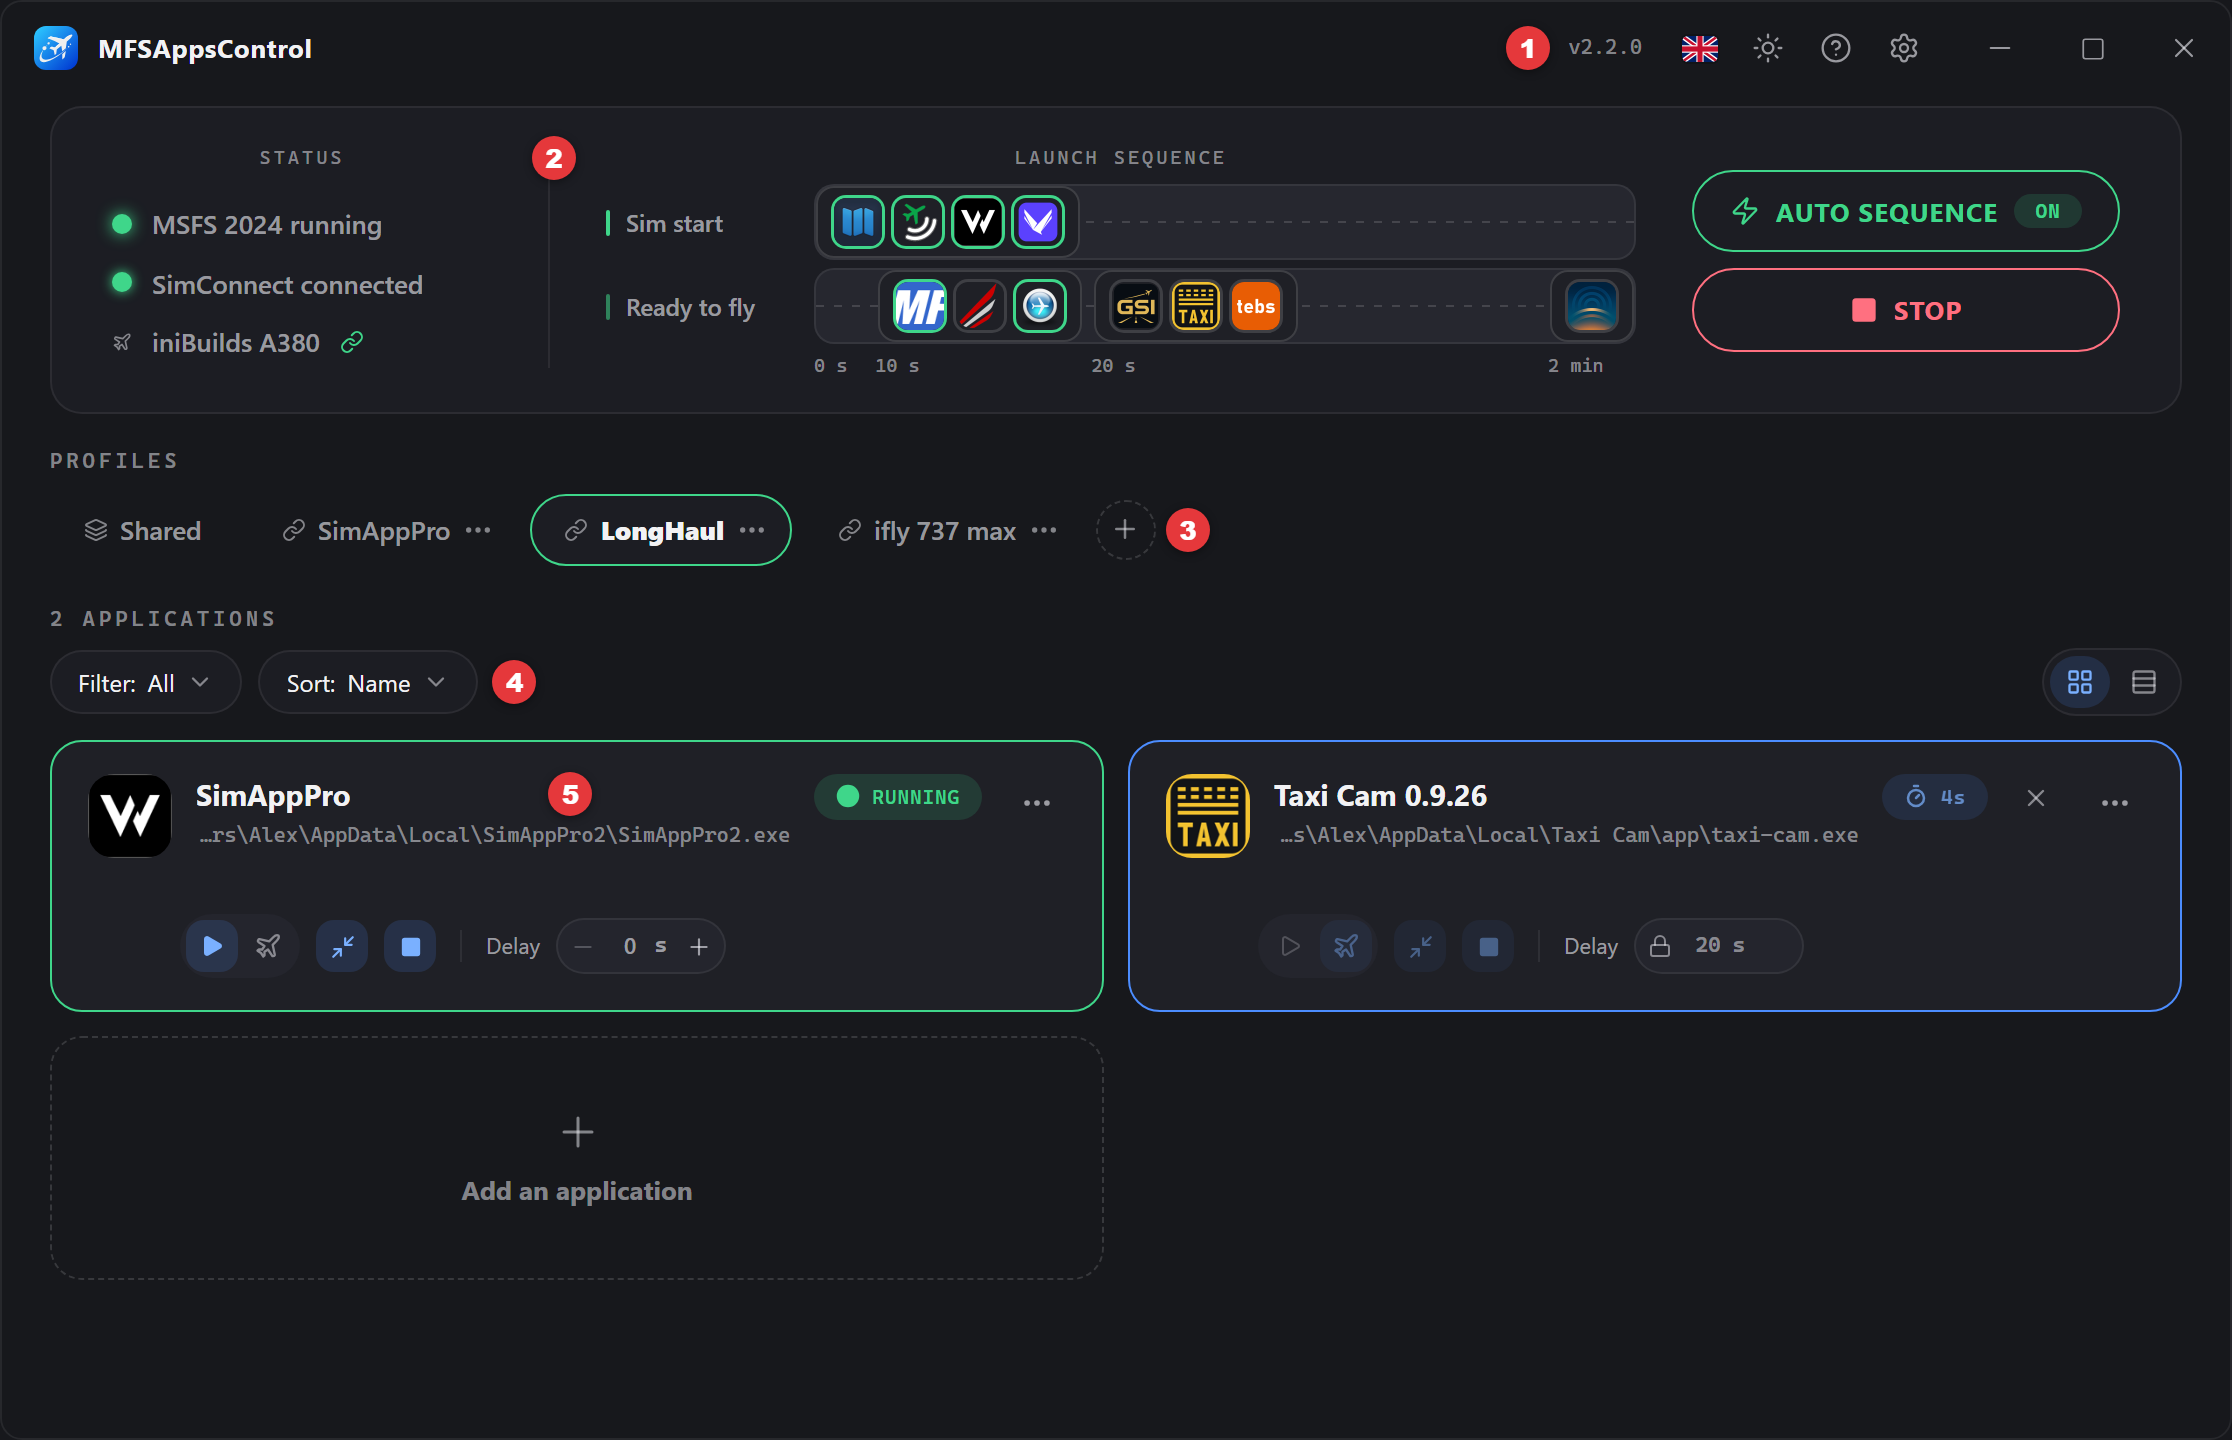 MFSAppsControl
1
v2.2.0
STATUS
2
LAUNCH SEQUENCE
MSFS 2024 running
SimConnect connected
iniBuilds A380
Sim start
W
AUTO SEQUENCE ON
Ready to fly
MF
GSI
TAXI
tebs
STOP
0 s 10 s 20 s 2 min
PROFILES
Shared
SimAppPro
LongHaul
ifly 737 max
3
2 APPLICATIONS
Filter: All
Sort: Name
4
W
SimAppPro
5
RUNNING
…rs\Alex\AppData\Local\SimAppPro2\SimAppPro2.exe
Delay 0 s
TAXI
Taxi Cam 0.9.26
4s
…s\Alex\AppData\Local\Taxi Cam\app\taxi-cam.exe
Delay 20 s
Add an application